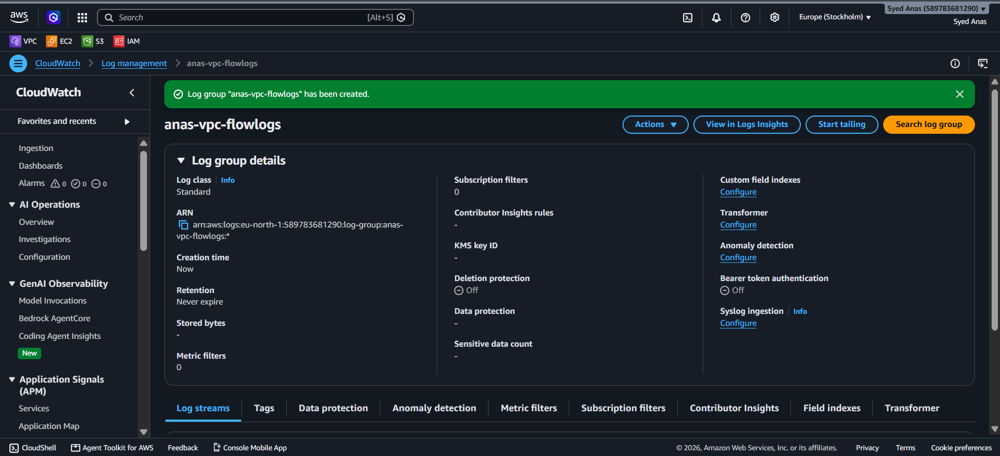 aws
Search
[Alt+S]
Europe (Stockholm)
Syed Anas (589783681290)
Syed Anas
VPC
EC2
S3
IAM
CloudWatch
Log management
anas-vpc-flowlogs
CloudWatch
Favorites and recents
Ingestion
Dashboards
Alarms 0 0 0
AI Operations
Overview
Investigations
Configuration
GenAI Observability
Model Invocations
Bedrock AgentCore
Coding Agent Insights
New
Application Signals
(APM)
Services
Application Map
Log group "anas-vpc-flowlogs" has been created.
anas-vpc-flowlogs
Actions
View in Logs Insights
Start tailing
Search log group
Log group details
Log class
Info
Standard
ARN
arn:aws:logs:eu-north-1:589783681290:log-group:anas-
vpc-flowlogs:*
Creation time
Now
Retention
Never expire
Stored bytes
-
Metric filters
0
Subscription filters
0
Contributor Insights rules
-
KMS key ID
-
Deletion protection
Off
Data protection
-
Sensitive data count
-
Custom field indexes
Configure
Transformer
Configure
Anomaly detection
Configure
Bearer token authentication
Off
Syslog ingestion
Info
Configure
Log streams
Tags
Data protection
Anomaly detection
Metric filters
Subscription filters
Contributor Insights
Field indexes
Transformer
CloudShell
Agent Toolkit for AWS
Feedback
Console Mobile App
© 2026, Amazon Web Services, Inc. or its affiliates.
Privacy
Terms
Cookie preferences